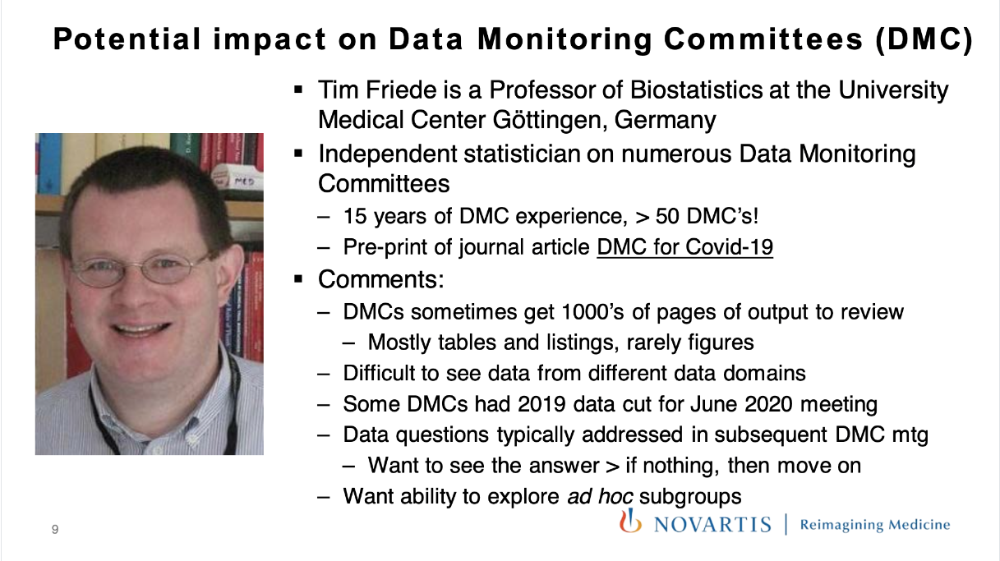 Potential impact on Data Monitoring Committees (DMC)
▪ Tim Friede is a Professor of Biostatistics at the University
Medical Center Göttingen, Germany
▪ Independent statistician on numerous Data Monitoring
Committees
– 15 years of DMC experience, > 50 DMC's!
– Pre-print of journal article DMC for Covid-19
▪ Comments:
– DMCs sometimes get 1000's of pages of output to review
– Mostly tables and listings, rarely figures
– Difficult to see data from different data domains
– Some DMCs had 2019 data cut for June 2020 meeting
– Data questions typically addressed in subsequent DMC mtg
– Want to see the answer > if nothing, then move on
– Want ability to explore ad hoc subgroups
MED
9
NOVARTIS | Reimagining Medicine